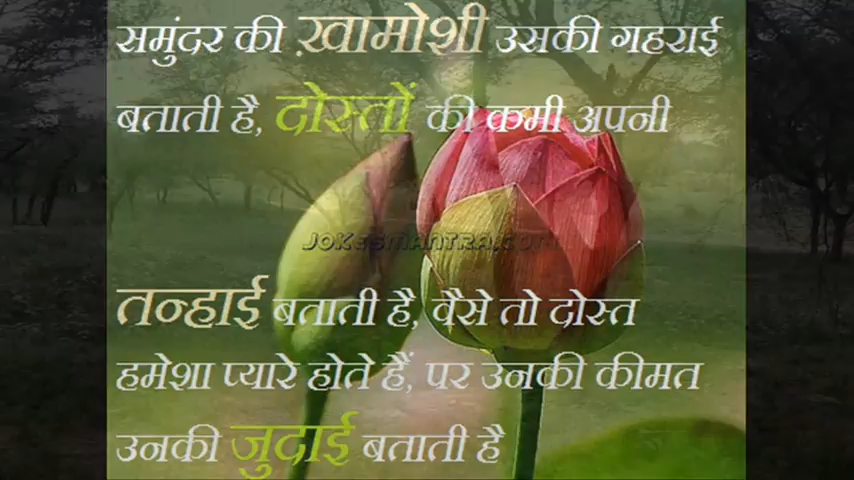 समुंदर की ख़ामोशी उसकी गहराई
बताती है, दोस्तों की कमी अपनी
JOKESMANTRA.COM
तन्हाई बताती है, वैसे तो दोस्त
हमेशा प्यारे होते हैं, पर उनकी कीमत
उनकी जुदाई बताती है